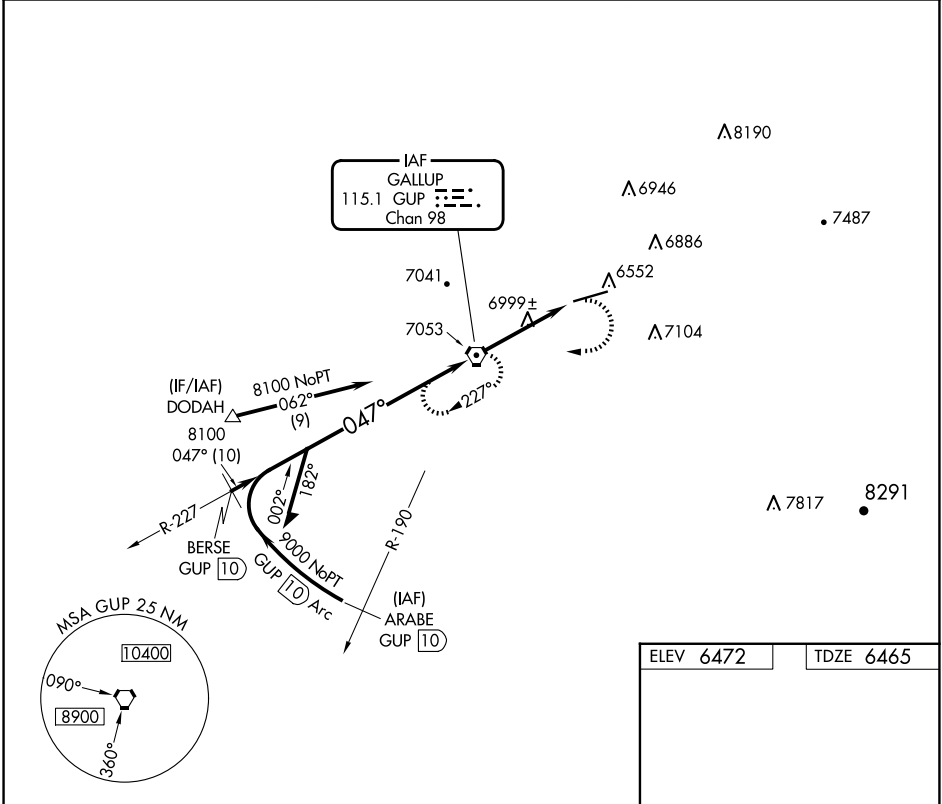 8190
IAF
GALLUP
115.1 GUP
Chan 98
6946
7487
6886
7041
6552
6999±
7053
7104
(IF/IAF)
DODAH
8100 NoPT
062°
(9)
047°
227°
8100
047° (10)
002°
182°
R-227
R-190
7817
8291
BERSE
GUP 10
9000 NoPT
GUP 10 Arc
(IAF)
ARABE
GUP 10
MSA GUP 25 NM
10400
090°
8900
360°
ELEV 6472
TDZE 6465